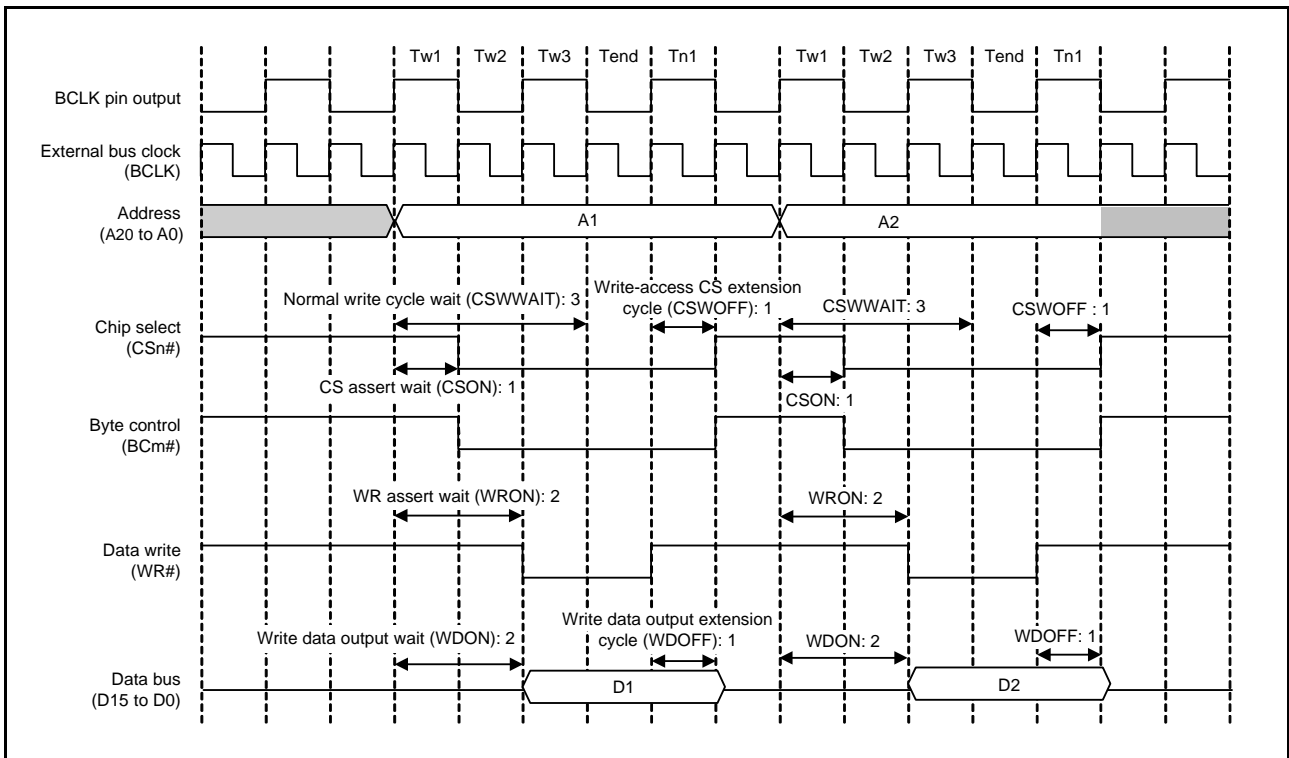 Tw1 Tw2 Tw3 Tend Tn1 Tw1 Tw2 Tw3 Tend Tn1
BCLK pin output
External bus clock
(BCLK)
Address
(A20 to A0)
A1 A2
Normal write cycle wait (CSWWAIT): 3
Write-access CS extension
cycle (CSWOFF): 1
CSWWAIT: 3
CSWOFF : 1
Chip select
(CSn#)
CS assert wait (CSON): 1
CSON: 1
Byte control
(BCm#)
WR assert wait (WRON): 2
WRON: 2
Data write
(WR#)
Write data output wait (WDON): 2
Write data output extension
cycle (WDOFF): 1
WDON: 2
WDOFF: 1
Data bus
(D15 to D0)
D1 D2